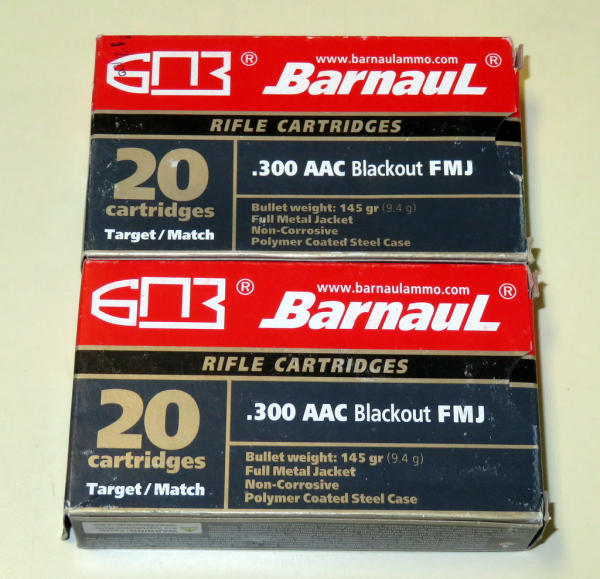 БПЗ ® www.barnaulammo.com
Barnaul ®
RIFLE CARTRIDGES
20
cartridges
Target/Match
.300 AAC Blackout FMJ
Bullet weight: 145 gr (9.4 g)
Full Metal Jacket
Non-Corrosive
Polymer Coated Steel Case
БПЗ ® www.barnaulammo.com
Barnaul ®
RIFLE CARTRIDGES
20
cartridges
Target/Match
.300 AAC Blackout FMJ
Bullet weight: 145 gr (9.4 g)
Full Metal Jacket
Non-Corrosive
Polymer Coated Steel Case